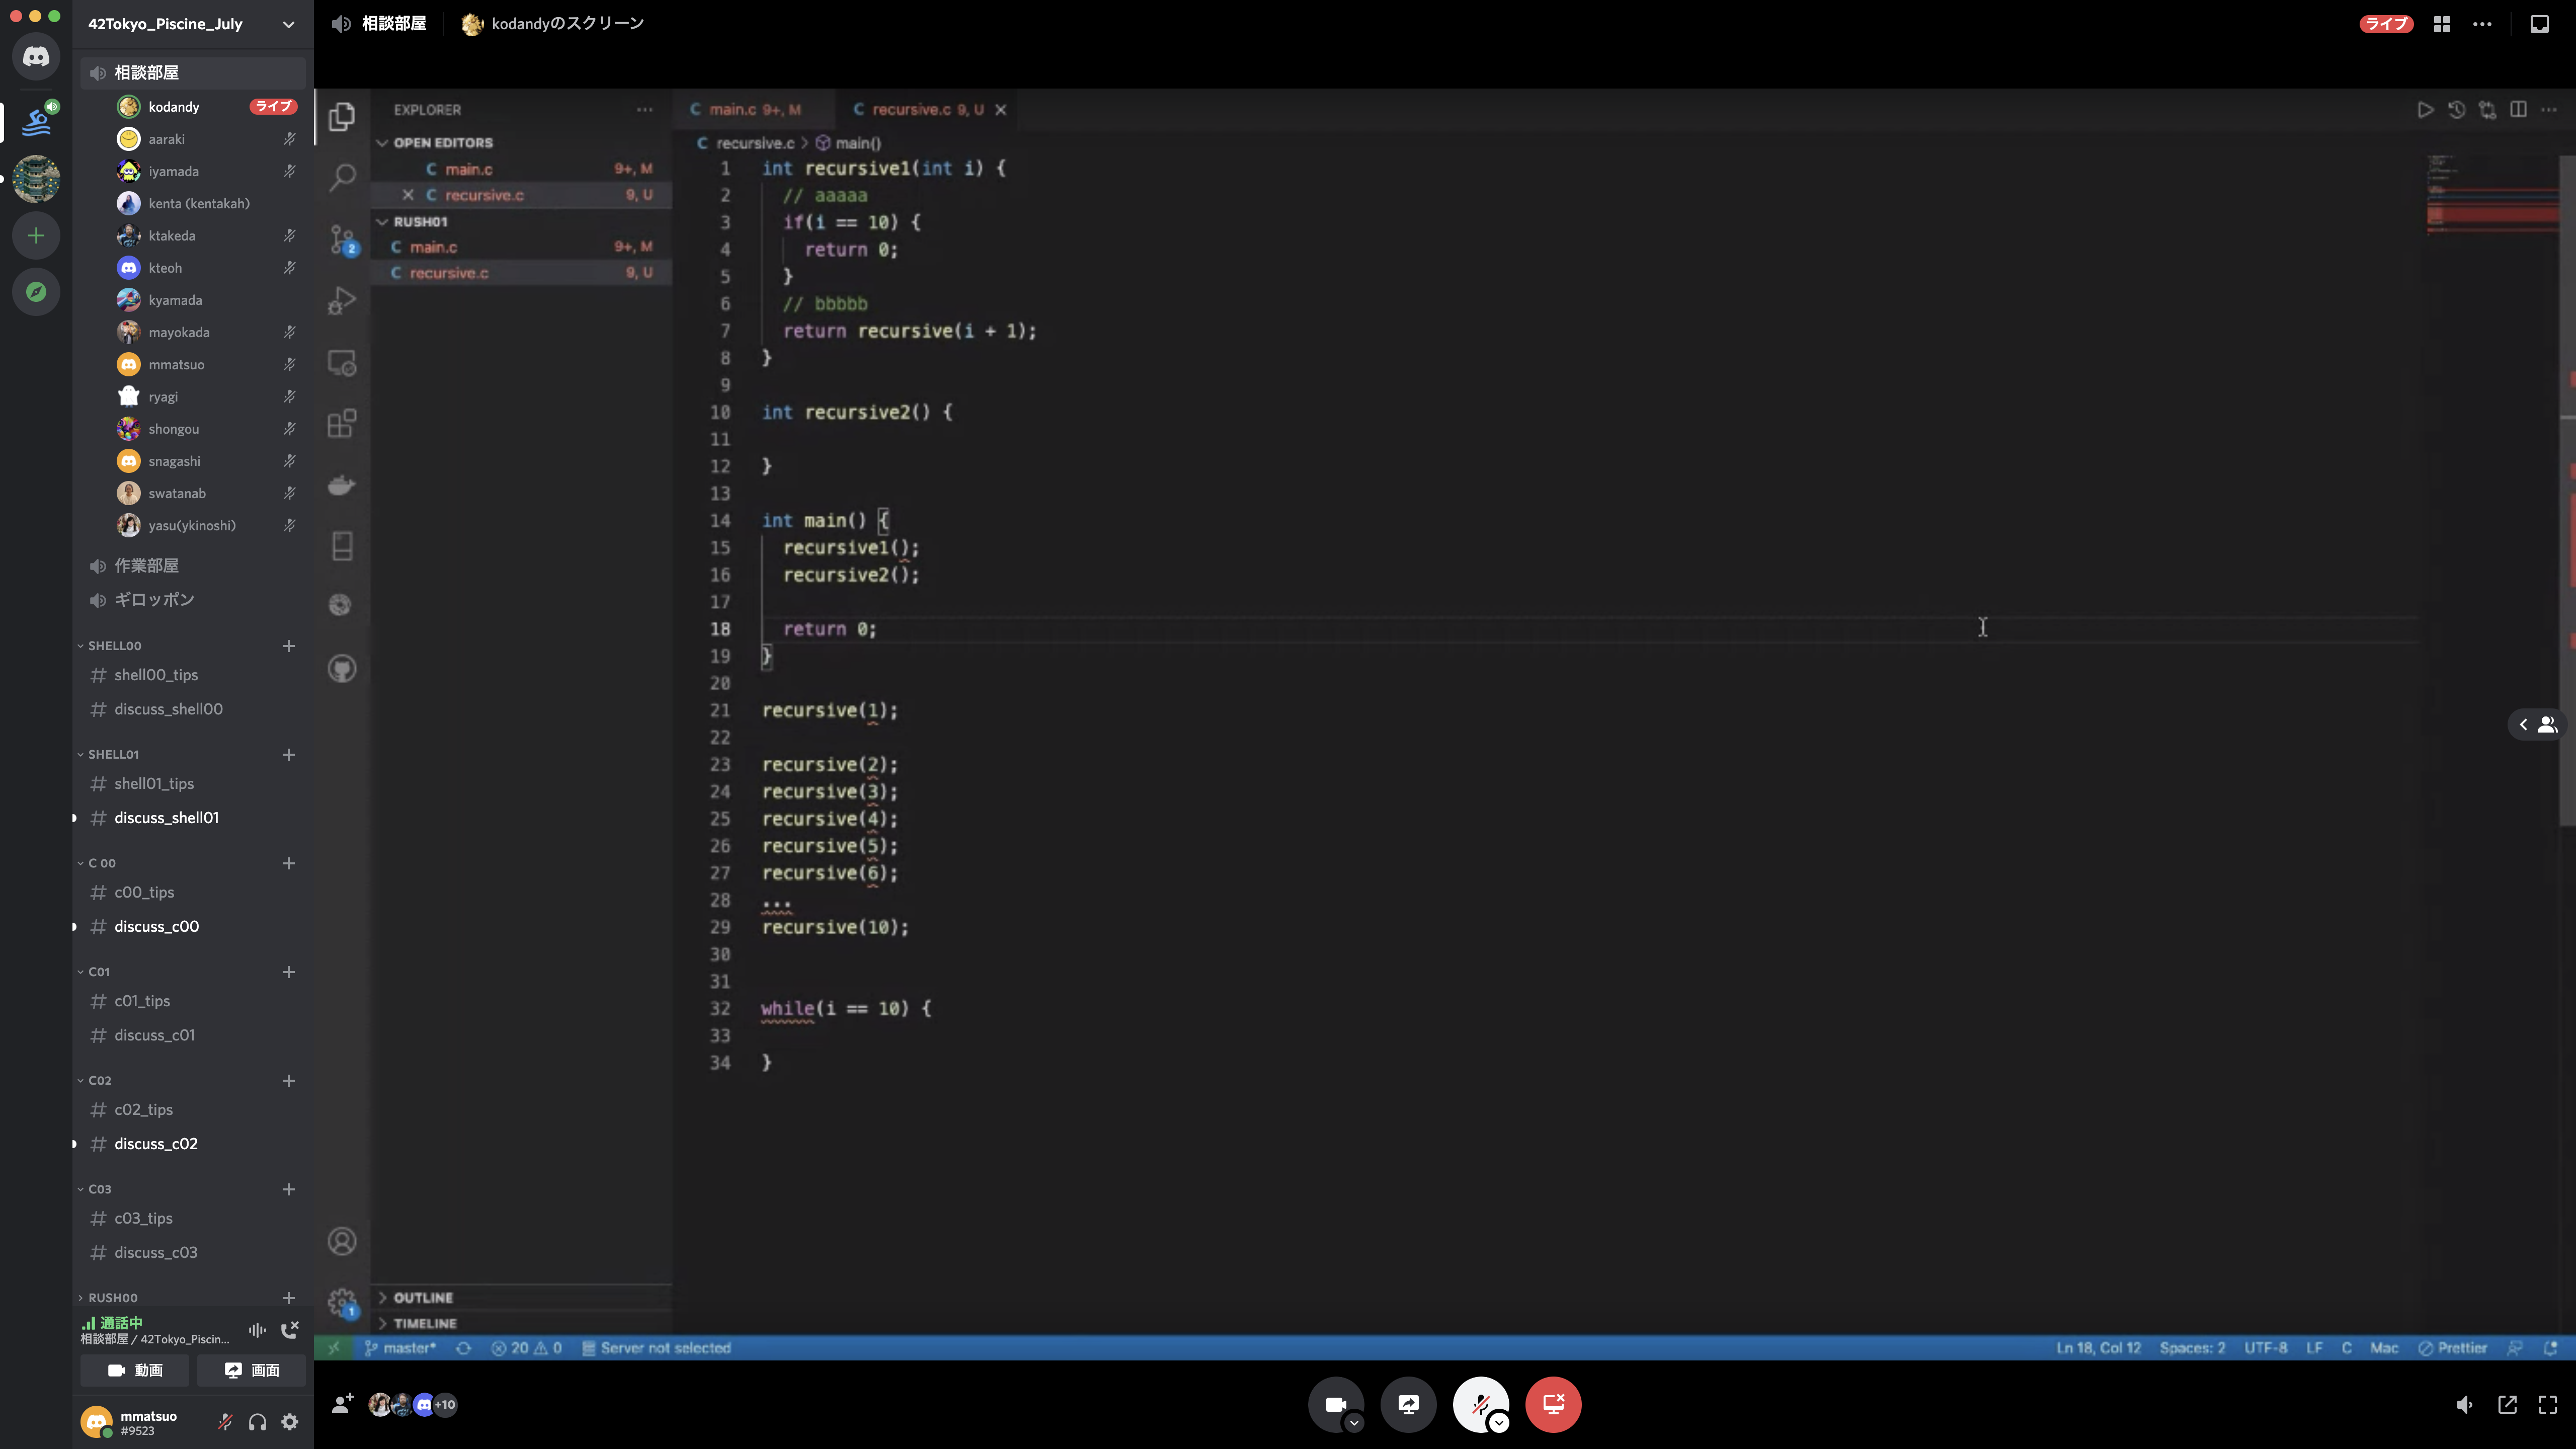 42Tokyo_Piscine_July
相談部屋
kodandy
ライブ
aaraki
iyamada
kenta (kentakah)
ktakeda
kteoh
kyamada
mayokada
mmatsuo
ryagi
shongou
snagashi
swatanab
yasu(ykinoshi)
作業部屋
ギロッポン
SHELL00
# shell00_tips
# discuss_shell00
SHELL01
# shell01_tips
# discuss_shell01
C 00
# c00_tips
# discuss_c00
C01
# c01_tips
# discuss_c01
C02
# c02_tips
# discuss_c02
C03
# c03_tips
# discuss_c03
RUSH00
通話中
相談部屋 / 42Tokyo_Piscin...
動画
画面
mmatsuo
#9523
相談部屋
kodandyのスクリーン
ライブ
EXPLORER
OPEN EDITORS
C main.c 9+, M
C recursive.c 9, U
RUSH01
C main.c 9+, M
C recursive.c 9, U
2
1
OUTLINE
TIMELINE
C main.c 9+, M
C recursive.c 9, U
C recursive.c > main()
1 int recursive1(int i) {
2 // aaaaa
3 if(i == 10) {
4 return 0;
5 }
6 // bbbbb
7 return recursive(i + 1);
8 }
9
10 int recursive2() {
11
12 }
13
14 int main() {
15 recursive1();
16 recursive2();
17
18 return 0;
19 }
20
21 recursive(1);
22
23 recursive(2);
24 recursive(3);
25 recursive(4);
26 recursive(5);
27 recursive(6);
28 ...
29 recursive(10);
30
31
32 while(i == 10) {
33
34 }
master*
20
0
Server not selected
Ln 18, Col 12
Spaces: 2
UTF-8
LF
C
Mac
Prettier
+10